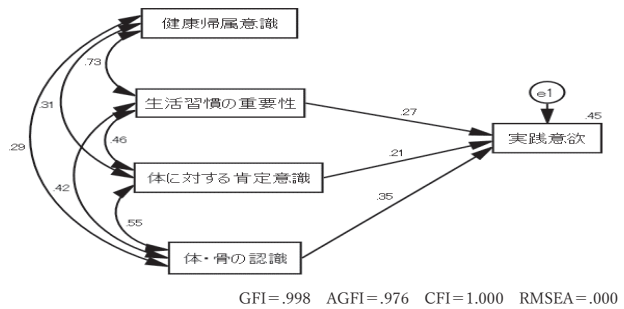 健康帰属意識
.73
生活習慣の重要性
.27
e1
.45
実践意欲
.31
.46
.29
体に対する肯定意識
.21
.42
.35
.55
体・骨の認識
GFI=.998 AGFI=.976 CFI=1.000 RMSEA=.000